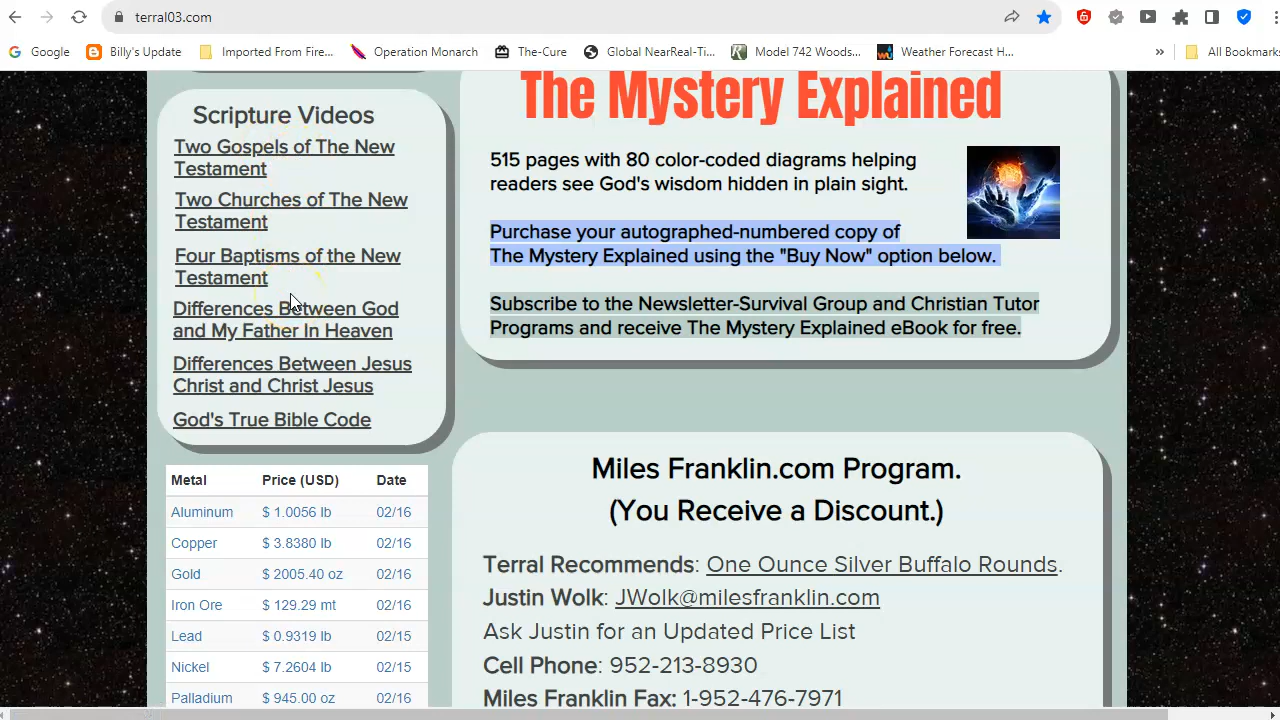 terral03.com
Google
Billy's Update
Imported From Fire...
Operation Monarch
The-Cure
Global NearReal-Ti...
Model 742 Woods...
Weather Forecast H...
»
All Bookmark
Scripture Videos
Two Gospels of The New
Testament
Two Churches of The New
Testament
Four Baptisms of the New
Testament
Differences Between God
and My Father In Heaven
Differences Between Jesus
Christ and Christ Jesus
God's True Bible Code
Metal Price (USD) Date
Aluminum $ 1.0056 lb 02/16
Copper $ 3.8380 lb 02/16
Gold $ 2005.40 oz 02/16
Iron Ore $ 129.29 mt 02/16
Lead $ 0.9319 lb 02/15
Nickel $ 7.2604 lb 02/15
Palladium $ 945.00 oz 02/16
The Mystery Explained
515 pages with 80 color-coded diagrams helping
readers see God's wisdom hidden in plain sight.
Purchase your autographed-numbered copy of
The Mystery Explained using the "Buy Now" option below.
Subscribe to the Newsletter-Survival Group and Christian Tutor
Programs and receive The Mystery Explained eBook for free.
Miles Franklin.com Program.
(You Receive a Discount.)
Terral Recommends: One Ounce Silver Buffalo Rounds.
Justin Wolk: JWolk@milesfranklin.com
Ask Justin for an Updated Price List
Cell Phone: 952-213-8930
Miles Franklin Fax: 1-952-476-7971